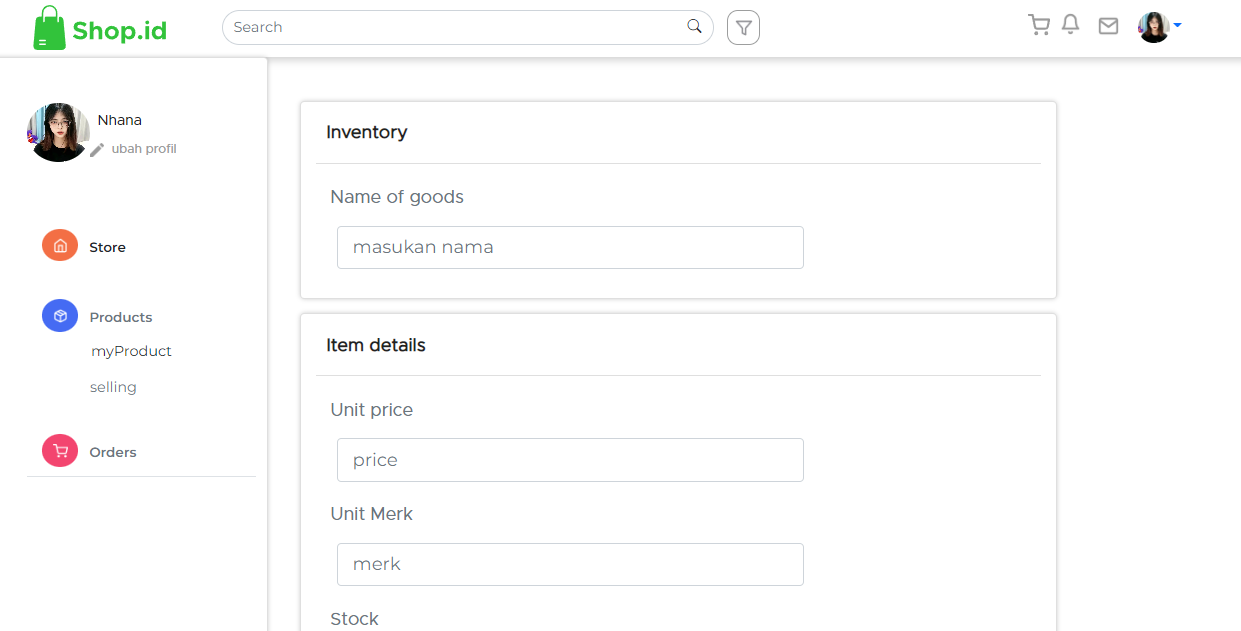 Shop.id
Search
Nhana
ubah profil
Store
Products
myProduct
selling
Orders
Inventory
Name of goods
masukan nama
Item details
Unit price
price
Unit Merk
merk
Stock